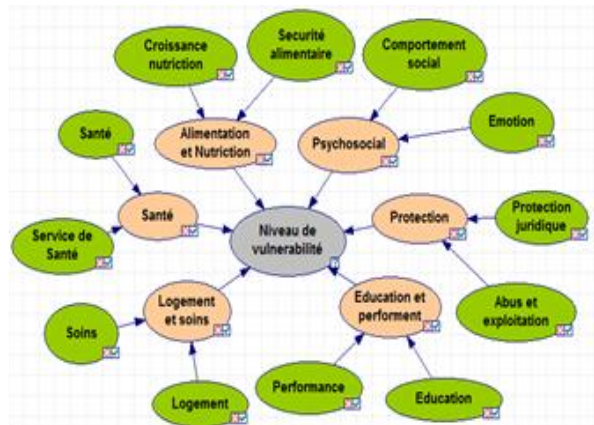 Croissance
nutrition
Securité
alimentaire
Comportement
social
Santé
Alimentation
et Nutrition
Psychosocial
Emotion
Santé
Niveau de
vulnerabilité
Protection
Protection
juridique
Service de
Santé
Logement
et soins
Education et
performent
Abus et
exploitation
Soins
Logement
Performance
Education